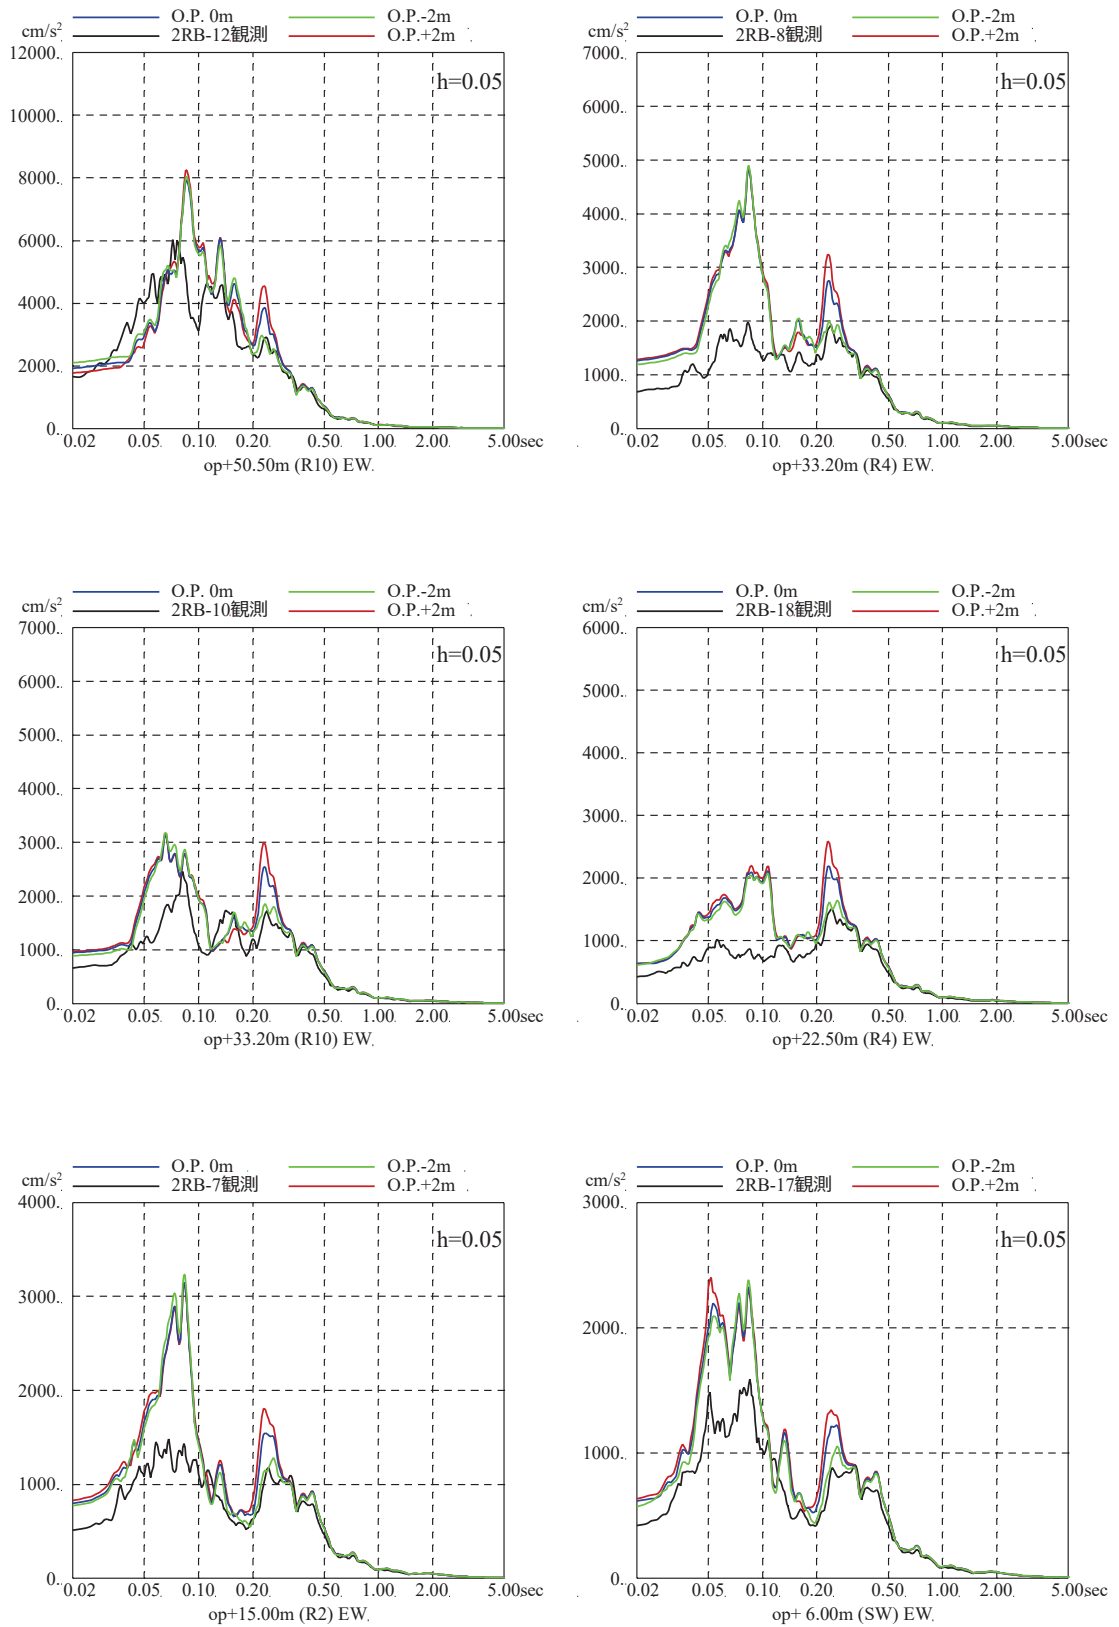 O.P. 0m O.P.-2m
cm/s² 2RB-12観測 O.P.+2m
12000.
h=0.05
10000.
8000.
6000.
4000.
2000.
0.
0.02 0.05 0.10 0.20 0.50 1.00 2.00 5.00sec
op+50.50m (R10) EW.
O.P. 0m O.P.-2m
cm/s² 2RB-8観測 O.P.+2m
7000.
h=0.05
6000.
5000.
4000.
3000.
2000.
1000.
0.
0.02 0.05 0.10 0.20 0.50 1.00 2.00 5.00sec
op+33.20m (R4) EW.
O.P. 0m O.P.-2m
cm/s² 2RB-10観測 O.P.+2m
7000.
h=0.05
6000.
5000.
4000.
3000.
2000.
1000.
0.
0.02 0.05 0.10 0.20 0.50 1.00 2.00 5.00sec
op+33.20m (R10) EW.
O.P. 0m O.P.-2m
cm/s² 2RB-18観測 O.P.+2m
6000.
h=0.05
5000.
4000.
3000.
2000.
1000.
0.
0.02 0.05 0.10 0.20 0.50 1.00 2.00 5.00sec
op+22.50m (R4) EW.
O.P. 0m O.P.-2m
cm/s² 2RB-7観測 O.P.+2m
4000.
h=0.05
3000.
2000.
1000.
0.
0.02 0.05 0.10 0.20 0.50 1.00 2.00 5.00sec
op+15.00m (R2) EW.
O.P. 0m O.P.-2m
cm/s² 2RB-17観測 O.P.+2m
3000.
h=0.05
2000.
1000.
0.
0.02 0.05 0.10 0.20 0.50 1.00 2.00 5.00sec
op+ 6.00m (SW) EW.